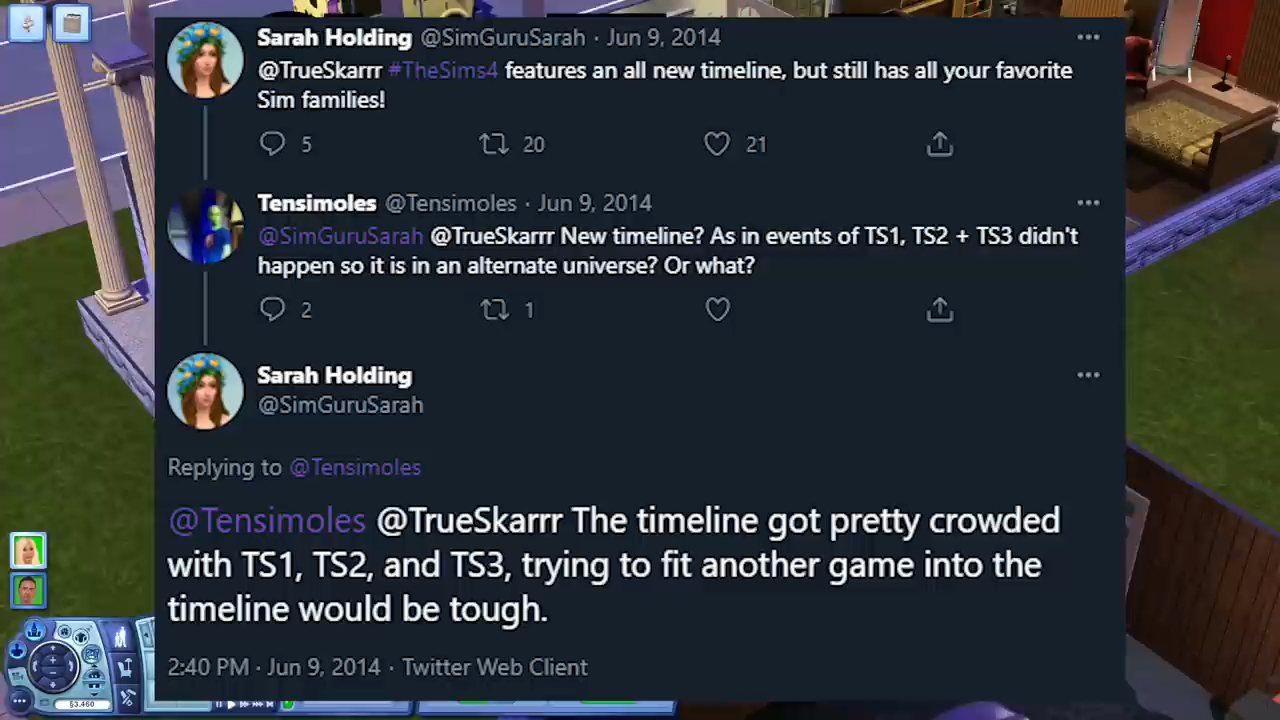 Sarah Holding @SimGuruSarah · Jun 9, 2014
@TrueSkarrr #TheSims4 features an all new timeline, but still has all your favorite
Sim families!
5 20 21
Tensimoles @Tensimoles · Jun 9, 2014
@SimGuruSarah @TrueSkarrr New timeline? As in events of TS1, TS2 + TS3 didn't
happen so it is in an alternate universe? Or what?
2 1
Sarah Holding
@SimGuruSarah
Replying to @Tensimoles
@Tensimoles @TrueSkarrr The timeline got pretty crowded
with TS1, TS2, and TS3, trying to fit another game into the
timeline would be tough.
2:40 PM · Jun 9, 2014 · Twitter Web Client
$3,460